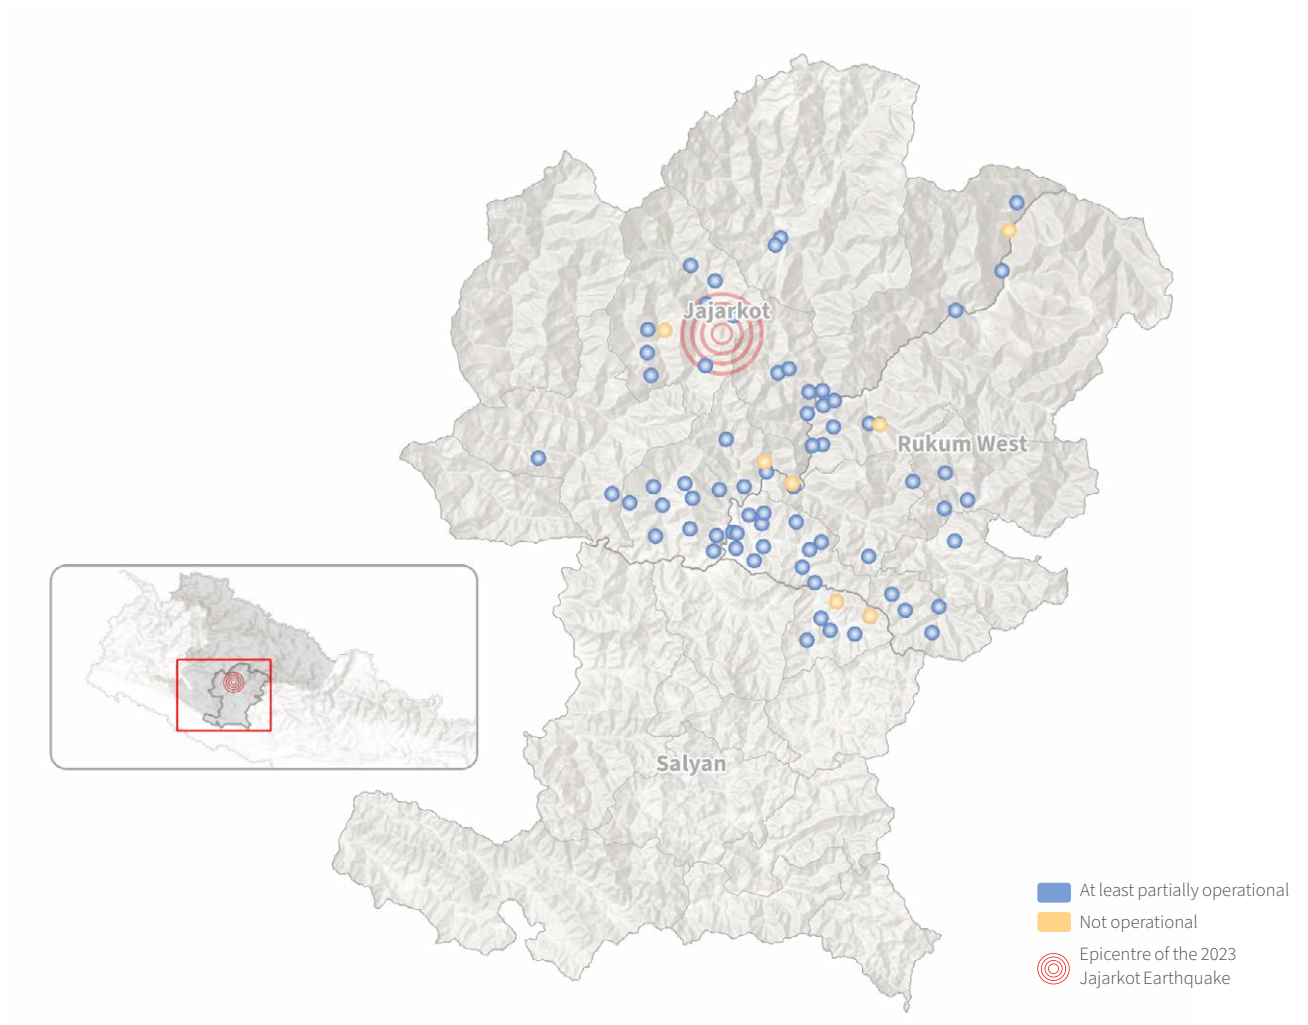 Jajarkot
Rukum West
Salyan
At least partially operational
Not operational
Epicentre of the 2023
Jajarkot Earthquake